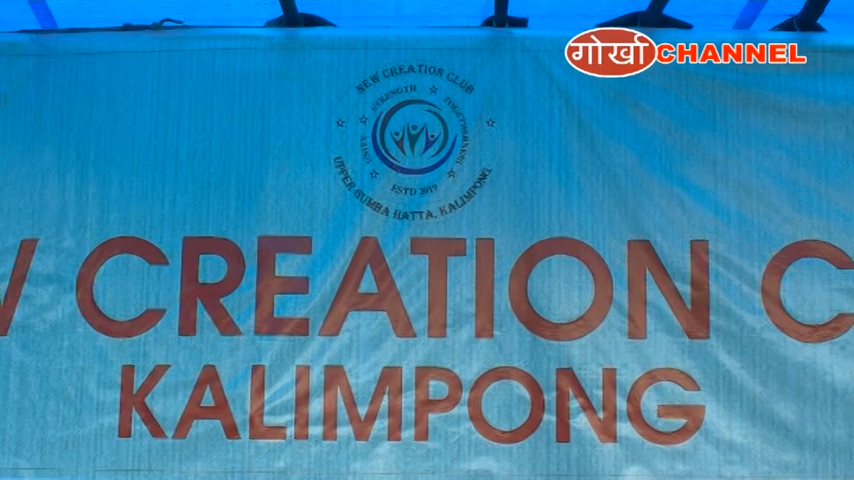 गोर्खा CHANNEL
NEW CREATION CLUB
STRENGTH
TOGETHERNESS
UNITY
ESTD 2019
UPPER GUMBA HATTA, KALIMPONG
CREATION C
KALIMPONG